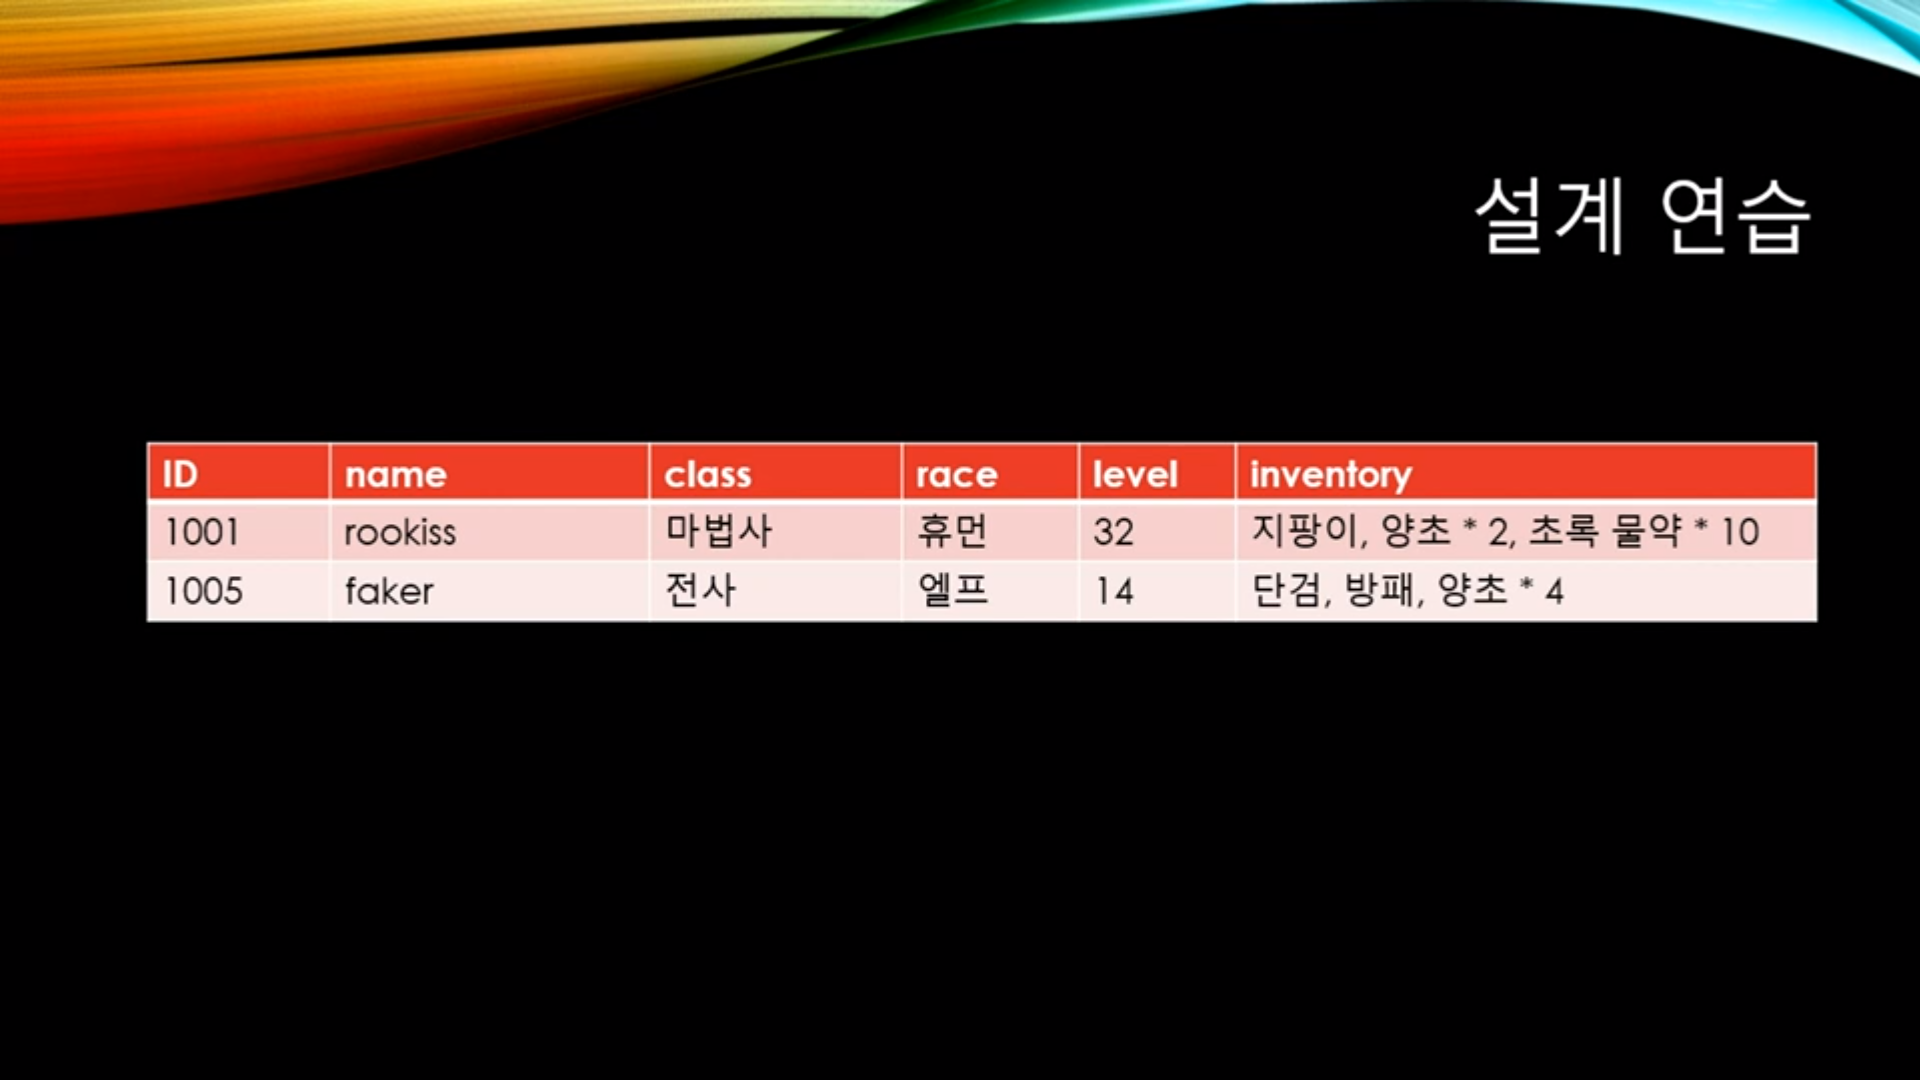 설계 연습
ID name class race level inventory
1001 rookiss 마법사 휴먼 32 지팡이, 양초 * 2, 초록 물약 * 10
1005 faker 전사 엘프 14 단검, 방패, 양초 * 4